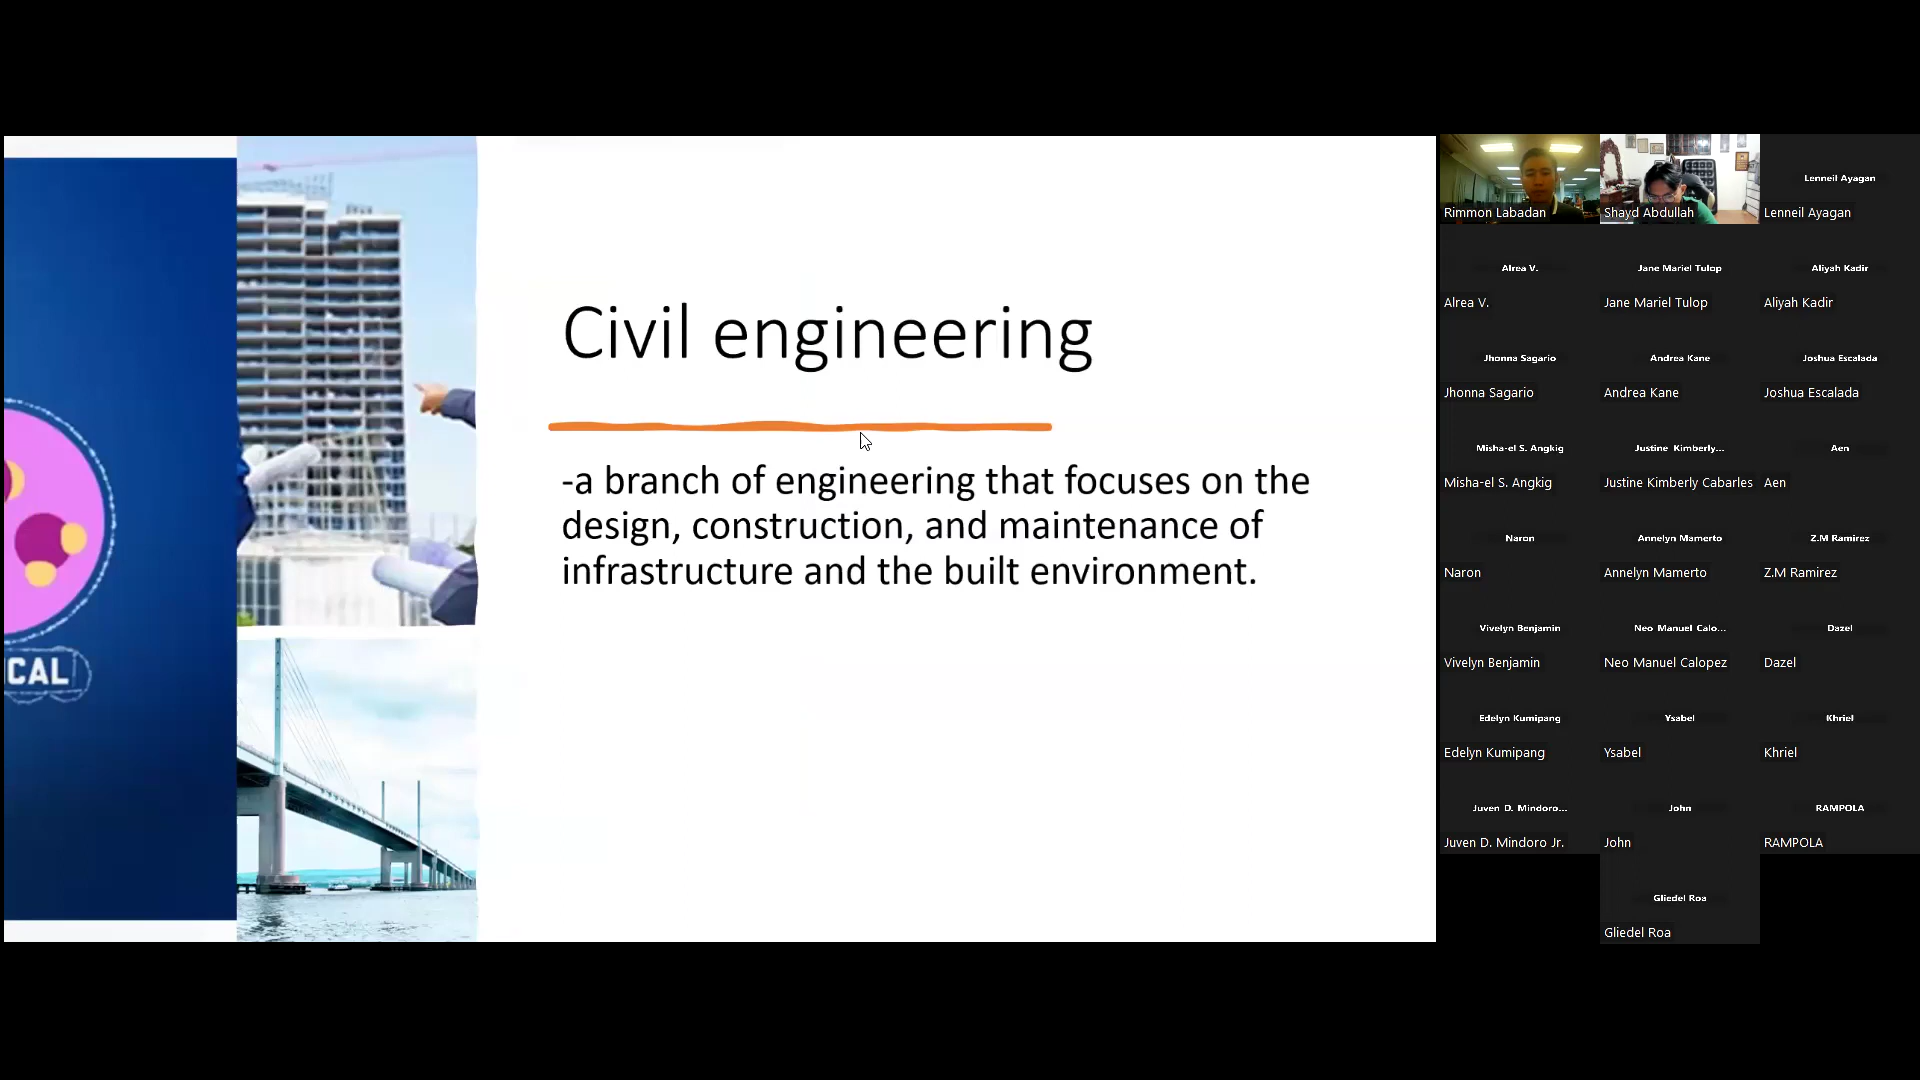 Civil engineering
-a branch of engineering that focuses on the
design, construction, and maintenance of
infrastructure and the built environment.
CAL
Rimmon Labadan
Shayd Abdullah
Lenneil Ayagan
Lenneil Ayagan
Alrea V.
Alrea V.
Jane Mariel Tulop
Jane Mariel Tulop
Aliyah Kadir
Aliyah Kadir
Jhonna Sagario
Jhonna Sagario
Andrea Kane
Andrea Kane
Joshua Escalada
Joshua Escalada
Misha-el S. Angkig
Misha-el S. Angkig
Justine Kimberly...
Justine Kimberly Cabarles
Aen
Aen
Naron
Naron
Annelyn Mamerto
Annelyn Mamerto
Z.M Ramirez
Z.M Ramirez
Vivelyn Benjamin
Vivelyn Benjamin
Neo Manuel Calo...
Neo Manuel Calopez
Dazel
Dazel
Edelyn Kumipang
Edelyn Kumipang
Ysabel
Ysabel
Khriel
Khriel
Juven D. Mindoro...
Juven D. Mindoro Jr.
John
John
RAMPOLA
RAMPOLA
Gliedel Roa
Gliedel Roa